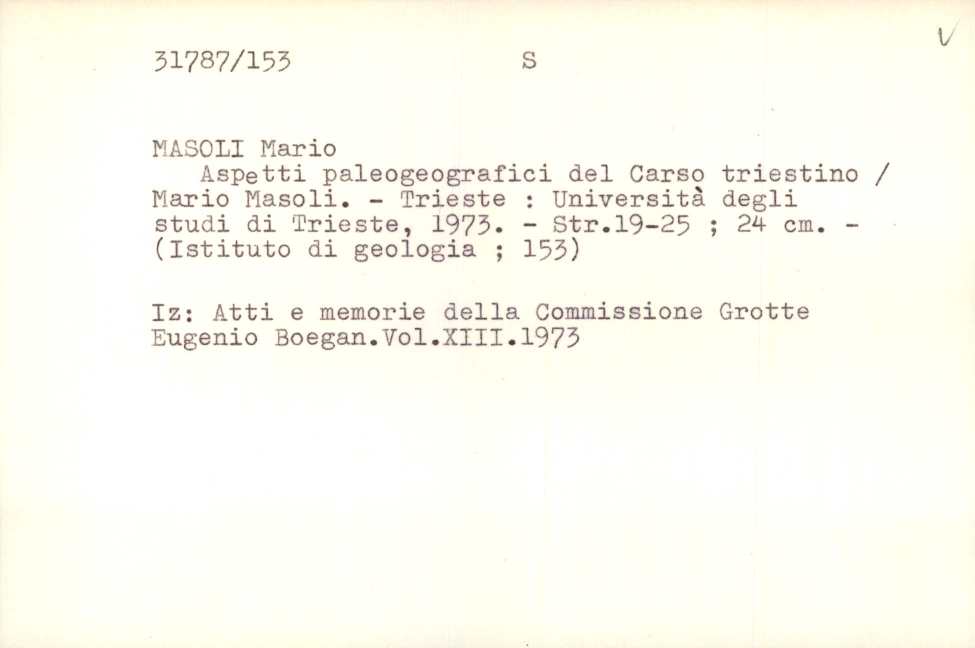 V
31787/153 S
MASOLI Mario
Aspetti paleogeografici del Carso triestino /
Mario Masoli. - Trieste : Università degli
studi di Trieste, 1973. - Str.19-25 ; 24 cm. -
(Istituto di geologia ; 153)
Iz: Atti e memorie della Commissione Grotte
Eugenio Boegan.Vol.XIII.1973